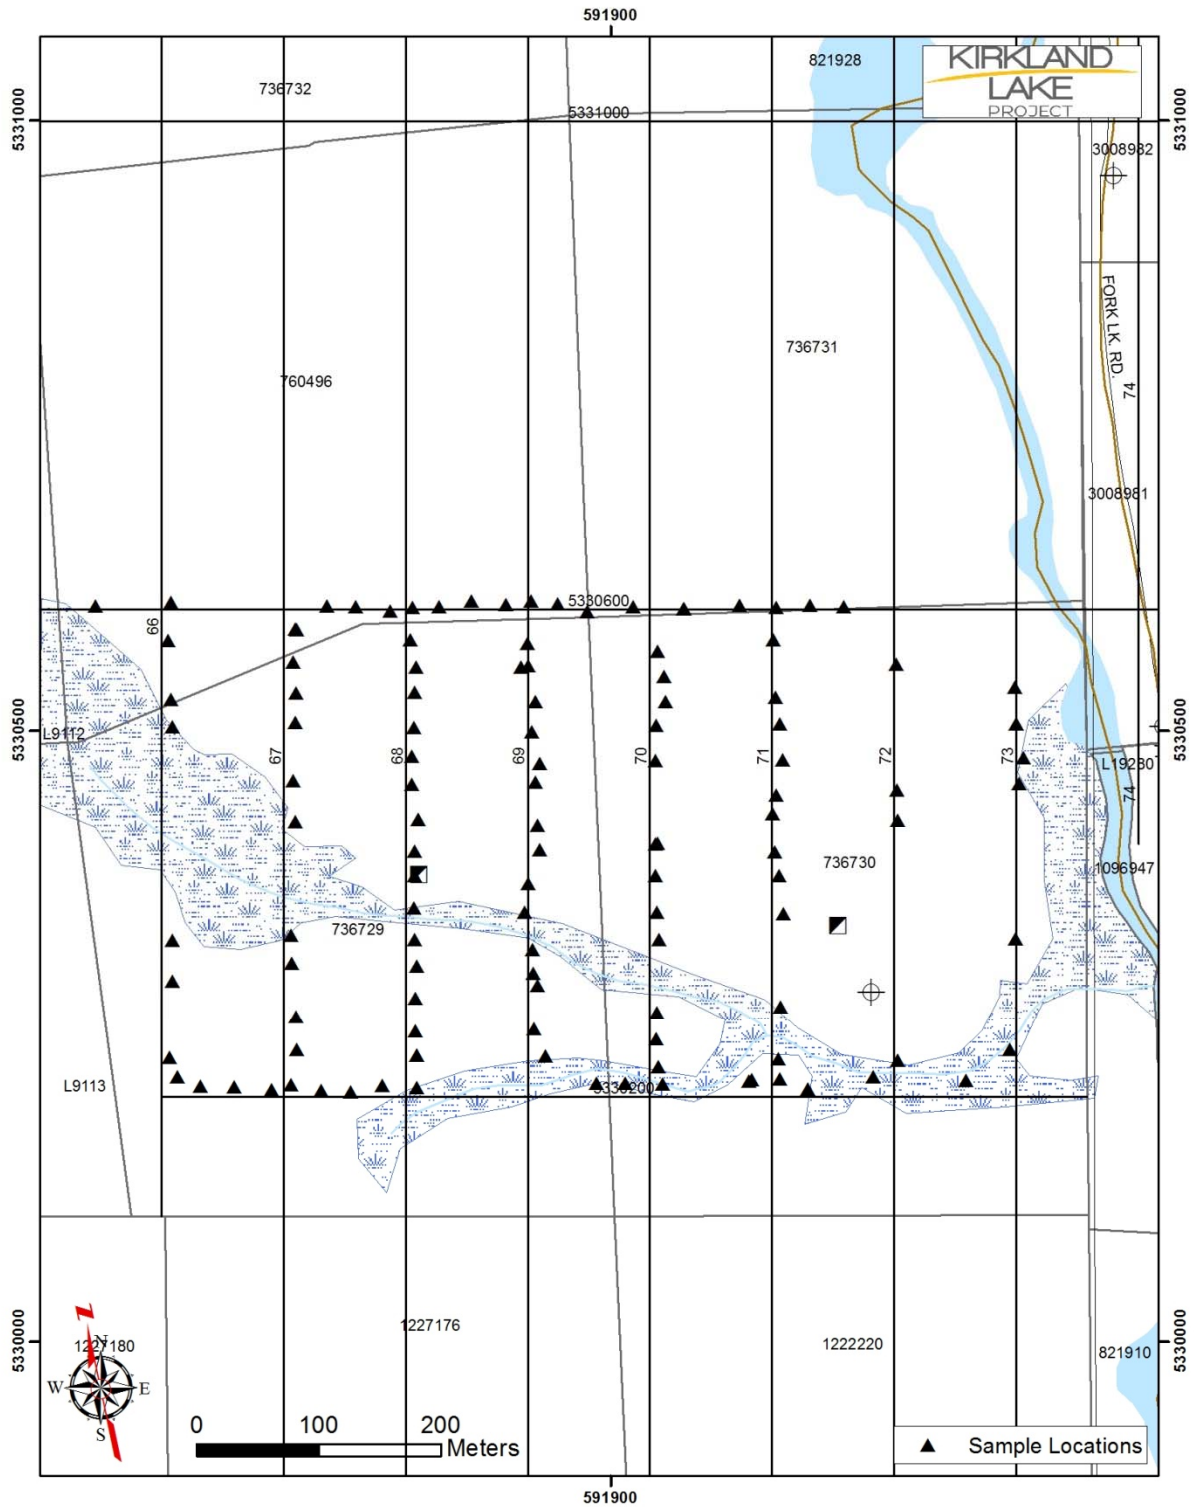 591900
KIRKLAND
LAKE
PROJECT
821928
736732
5331000
5331000
5331000
3008982
FORK LK. RD.
74
736731
760496
3008981
5330600
66
L9112
5330500
67
68
69
70
71
72
73
5330500
L19280
74
736730
1096947
736729
L9113
5330200
1227176
1222220
5330000
1227180
N
W
E
S
821910
5330000
0
100
200
Meters
Sample Locations
591900